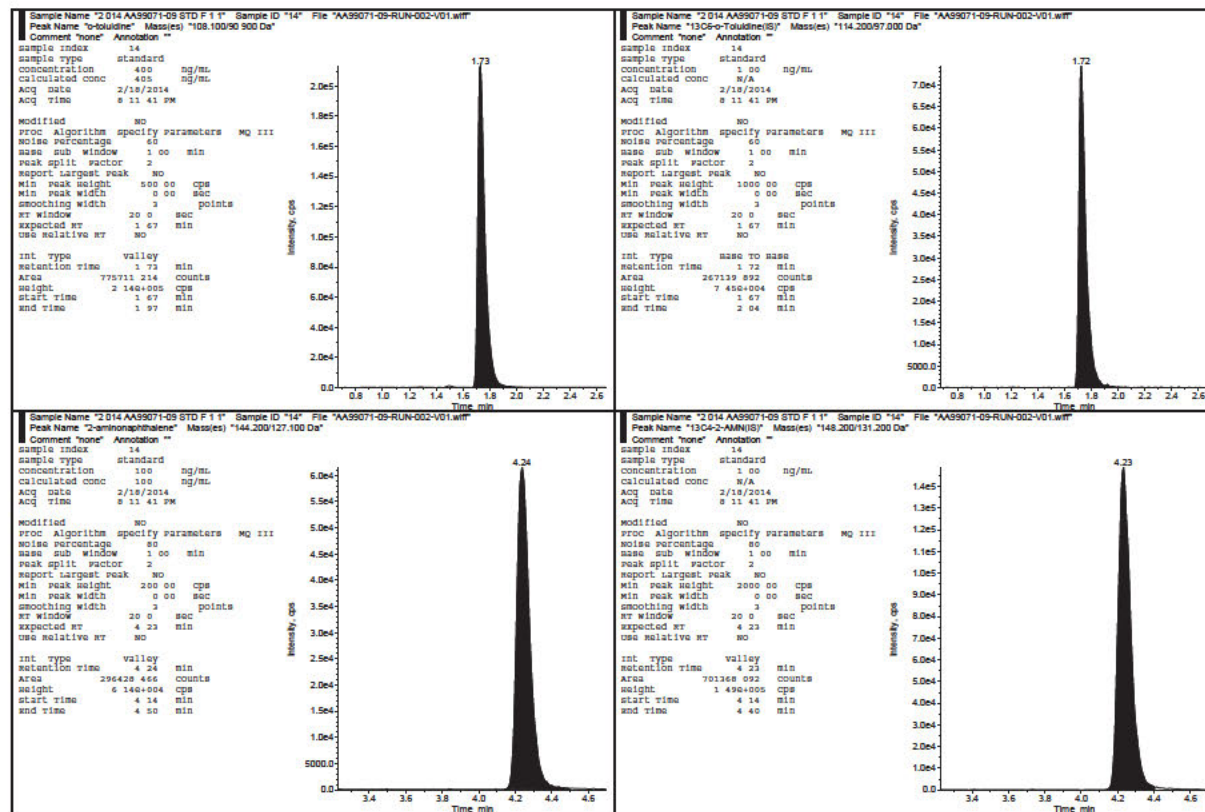 Sample Name "2 014 AA99071-09 STD F 1 1" Sample ID "14" File "AA99071-09-RUN-002-V01.wiff"
Peak Name "o-toluidine" Mass(es) "108.100/90 900 Da"
Comment "none" Annotation ""
Sample Index 14
Sample Type standard
Concentration 400 ng/mL
Calculated Conc 405 ng/mL
Acq Date 2/18/2014
Acq Time 8 11 41 PM
Modified NO
Proc Algorithm Specify Parameters MQ III
Noise Percentage 60
Base Sub Window 1 00 min
Peak Split Factor 2
Report Largest Peak NO
Min Peak Height 500 00 cps
Min Peak Width 0 00 sec
Smoothing Width 3 points
RT Window 20 0 sec
Expected RT 1 67 min
Use Relative RT NO
Int Type valley
Retention Time 1 73 min
Area 775711 214 counts
Height 2 14e+005 cps
Start Time 1 67 min
End Time 1 97 min
1.73
2.0e5
1.8e5
1.6e5
1.4e5
1.2e5
1.0e5
8.0e4
6.0e4
4.0e4
2.0e4
0.0
Intensity, cps
0.8 1.0 1.2 1.4 1.6 1.8 2.0 2.2 2.4 2.6
Time min
Sample Name "2 014 AA99071-09 STD F 1 1" Sample ID "14" File "AA99071-09-RUN-002-V01.wiff"
Peak Name "13C6-o-Toluidine(IS)" Mass(es) "114.200/97.000 Da"
Comment "none" Annotation ""
Sample Index 14
Sample Type standard
Concentration 1 00 ng/mL
Calculated Conc N/A
Acq Date 2/18/2014
Acq Time 8 11 41 PM
Modified NO
Proc Algorithm Specify Parameters MQ III
Noise Percentage 60
Base Sub Window 1 00 min
Peak Split Factor 2
Report Largest Peak NO
Min Peak Height 1000 00 cps
Min Peak Width 0 00 sec
Smoothing Width 3 points
RT Window 20 0 sec
Expected RT 1 67 min
Use Relative RT NO
Int Type Base To Base
Retention Time 1 72 min
Area 267139 892 counts
Height 7 45e+004 cps
Start Time 1 67 min
End Time 2 04 min
1.72
7.0e4
6.5e4
6.0e4
5.5e4
5.0e4
4.5e4
4.0e4
3.5e4
3.0e4
2.5e4
2.0e4
1.5e4
1.0e4
5000.0
0.0
Intensity, cps
0.8 1.0 1.2 1.4 1.6 1.8 2.0 2.2 2.4 2.6
Time min
Sample Name "2 014 AA99071-09 STD F 1 1" Sample ID "14" File "AA99071-09-RUN-002-V01.wiff"
Peak Name "2-aminonaphthalene" Mass(es) "144.200/127.100 Da"
Comment "none" Annotation ""
Sample Index 14
Sample Type standard
Concentration 100 ng/mL
Calculated Conc 100 ng/mL
Acq Date 2/18/2014
Acq Time 8 11 41 PM
Modified NO
Proc Algorithm Specify Parameters MQ III
Noise Percentage 80
Base Sub Window 1 00 min
Peak Split Factor 2
Report Largest Peak NO
Min Peak Height 200 00 cps
Min Peak Width 0 00 sec
Smoothing Width 3 points
RT Window 20 0 sec
Expected RT 4 23 min
Use Relative RT NO
Int Type valley
Retention Time 4 24 min
Area 296428 466 counts
Height 6 14e+004 cps
Start Time 4 14 min
End Time 4 50 min
4.24
6.0e4
5.5e4
5.0e4
4.5e4
4.0e4
3.5e4
3.0e4
2.5e4
2.0e4
1.5e4
1.0e4
5000.0
0.0
Intensity, cps
3.4 3.6 3.8 4.0 4.2 4.4 4.6
Time min
Sample Name "2 014 AA99071-09 STD F 1 1" Sample ID "14" File "AA99071-09-RUN-002-V01.wiff"
Peak Name "13C4-2-AMN(IS)" Mass(es) "148.200/131.200 Da"
Comment "none" Annotation ""
Sample Index 14
Sample Type standard
Concentration 1 00 ng/mL
Calculated Conc N/A
Acq Date 2/18/2014
Acq Time 8 11 41 PM
Modified NO
Proc Algorithm Specify Parameters MQ III
Noise Percentage 80
Base Sub Window 1 00 min
Peak Split Factor 2
Report Largest Peak NO
Min Peak Height 2000 00 cps
Min Peak Width 0 00 sec
Smoothing Width 3 points
RT Window 20 0 sec
Expected RT 4 23 min
Use Relative RT NO
Int Type valley
Retention Time 4 23 min
Area 701368 092 counts
Height 1 49e+005 cps
Start Time 4 14 min
End Time 4 40 min
4.23
1.4e5
1.3e5
1.2e5
1.1e5
1.0e5
9.0e4
8.0e4
7.0e4
6.0e4
5.0e4
4.0e4
3.0e4
2.0e4
1.0e4
0.0
Intensity, cps
3.4 3.6 3.8 4.0 4.2 4.4 4.6
Time min